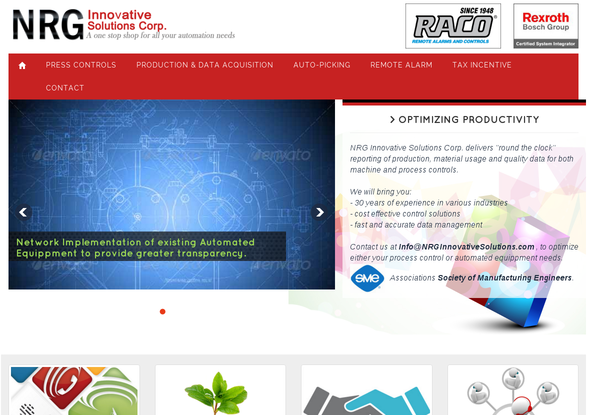 NRG Innovative
Solutions Corp.
A one stop shop for all your automation needs
SINCE 1948
RACO
REMOTE ALARMS AND CONTROLS
Rexroth
Bosch Group
Certified System Integrator
PRESS CONTROLS PRODUCTION & DATA ACQUISITION AUTO-PICKING REMOTE ALARM TAX INCENTIVE
CONTACT
envato
envato
envato
envato
Network Implementation of existing Automated
Equippment to provide greater transparency.
> OPTIMIZING PRODUCTIVITY
NRG Innovative Solutions Corp. delivers "round the clock"
reporting of production, material usage and quality data for both
machine and process controls.
We will bring you:
- 30 years of experience in various industries
- cost effective control solutions
- fast and accurate data management
Contact us at Info@NRGInnovativeSolutions.com , to optimize
either your process control or automated equippment needs.
SME Associations Society of Manufacturing Engineers.